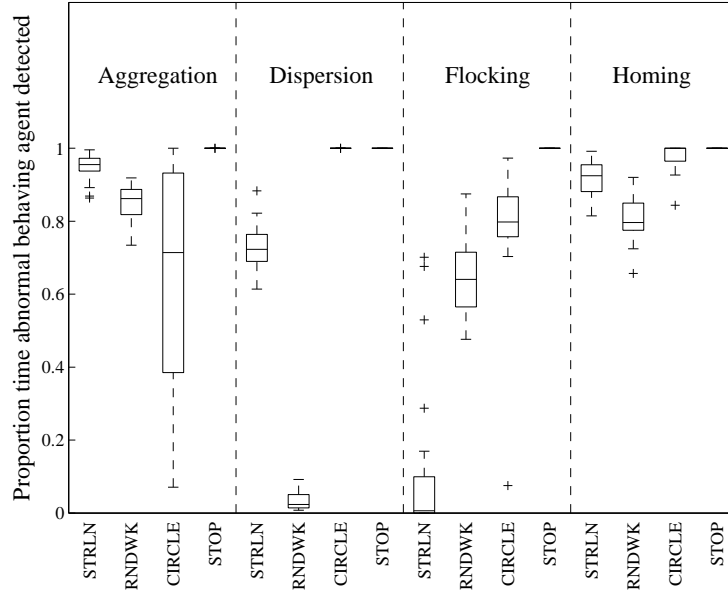 Aggregation Dispersion Flocking Homing
Proportion time abnormal behaving agent detected
1
0.8
0.6
0.4
0.2
0
STRLN RNDWK CIRCLE STOP STRLN RNDWK CIRCLE STOP STRLN RNDWK CIRCLE STOP STRLN RNDWK CIRCLE STOP